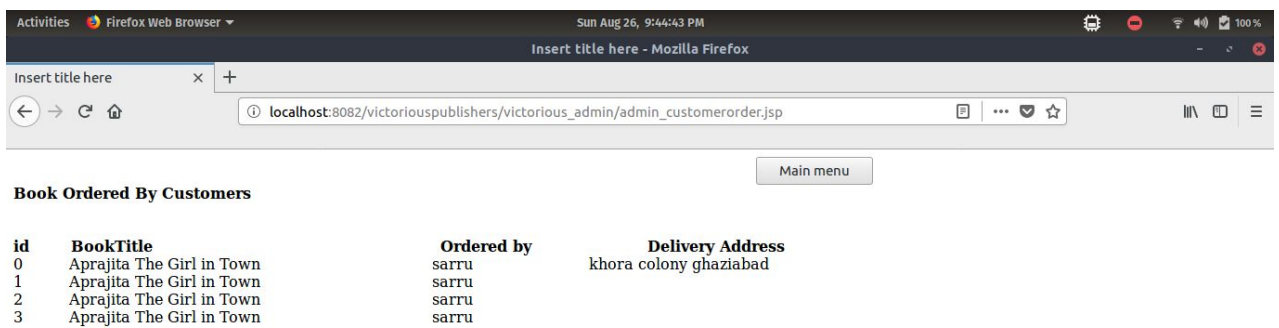 Activities Firefox Web Browser Sun Aug 26, 9:44:43 PM 100 %
Insert title here - Mozilla Firefox
Insert title here
localhost:8082/victoriouspublishers/victorious_admin/admin_customerorder.jsp
Main menu
Book Ordered By Customers
id BookTitle Ordered by Delivery Address
0 Aprajita The Girl in Town sarru khora colony ghaziabad
1 Aprajita The Girl in Town sarru
2 Aprajita The Girl in Town sarru
3 Aprajita The Girl in Town sarru